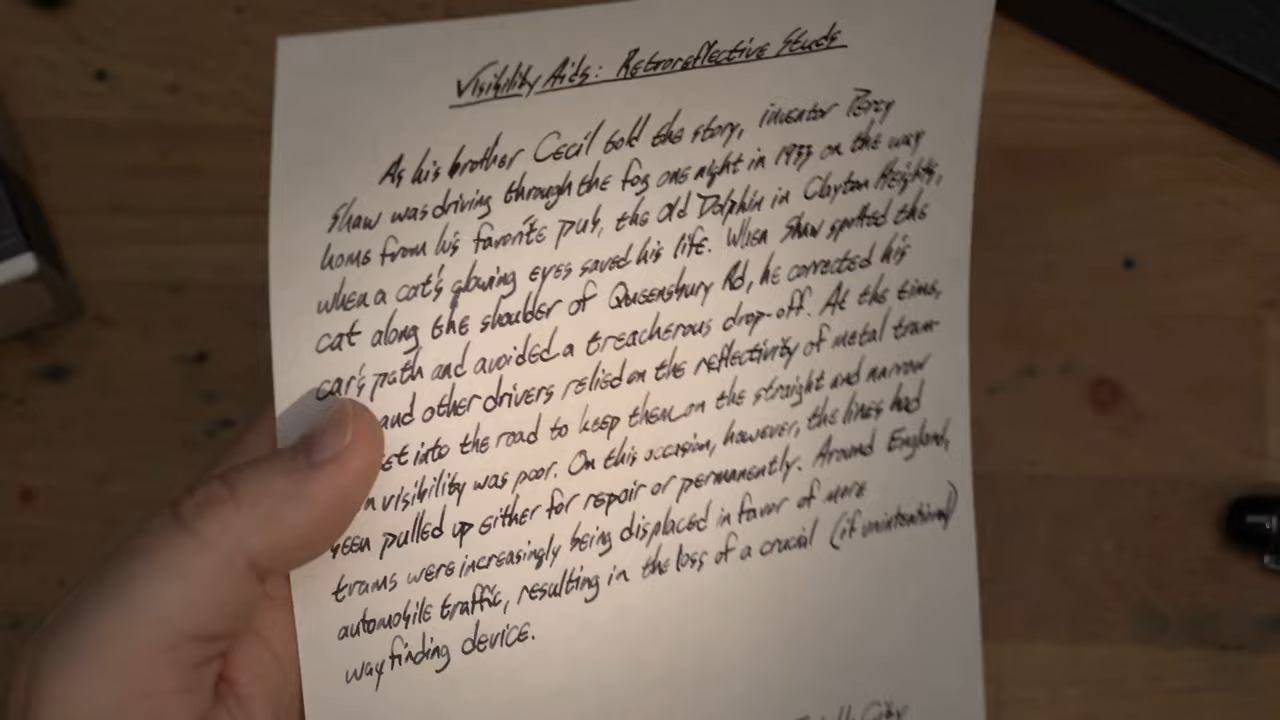 Visibility Aids: Retroreflective Studs
As his brother Cecil told the story, inventor Percy
Shaw was driving through the fog one night in 1933 on the way
home from his favorite pub, the Old Dolphin in Clayton Heights,
when a cat's glowing eyes saved his life. When Shaw spotted the
cat along the shoulder of Queensbury Rd, he corrected his
car's path and avoided a treacherous drop-off. At the time,
and other drivers relied on the reflectivity of metal tram
into the road to keep them on the straight and narrow
visibility was poor. On this occasion, however, the lines had
been pulled up either for repair or permanently. Around England,
trams were increasingly being displaced in favor of more
automobile traffic, resulting in the loss of a crucial (if unintentional)
wayfinding device.
City